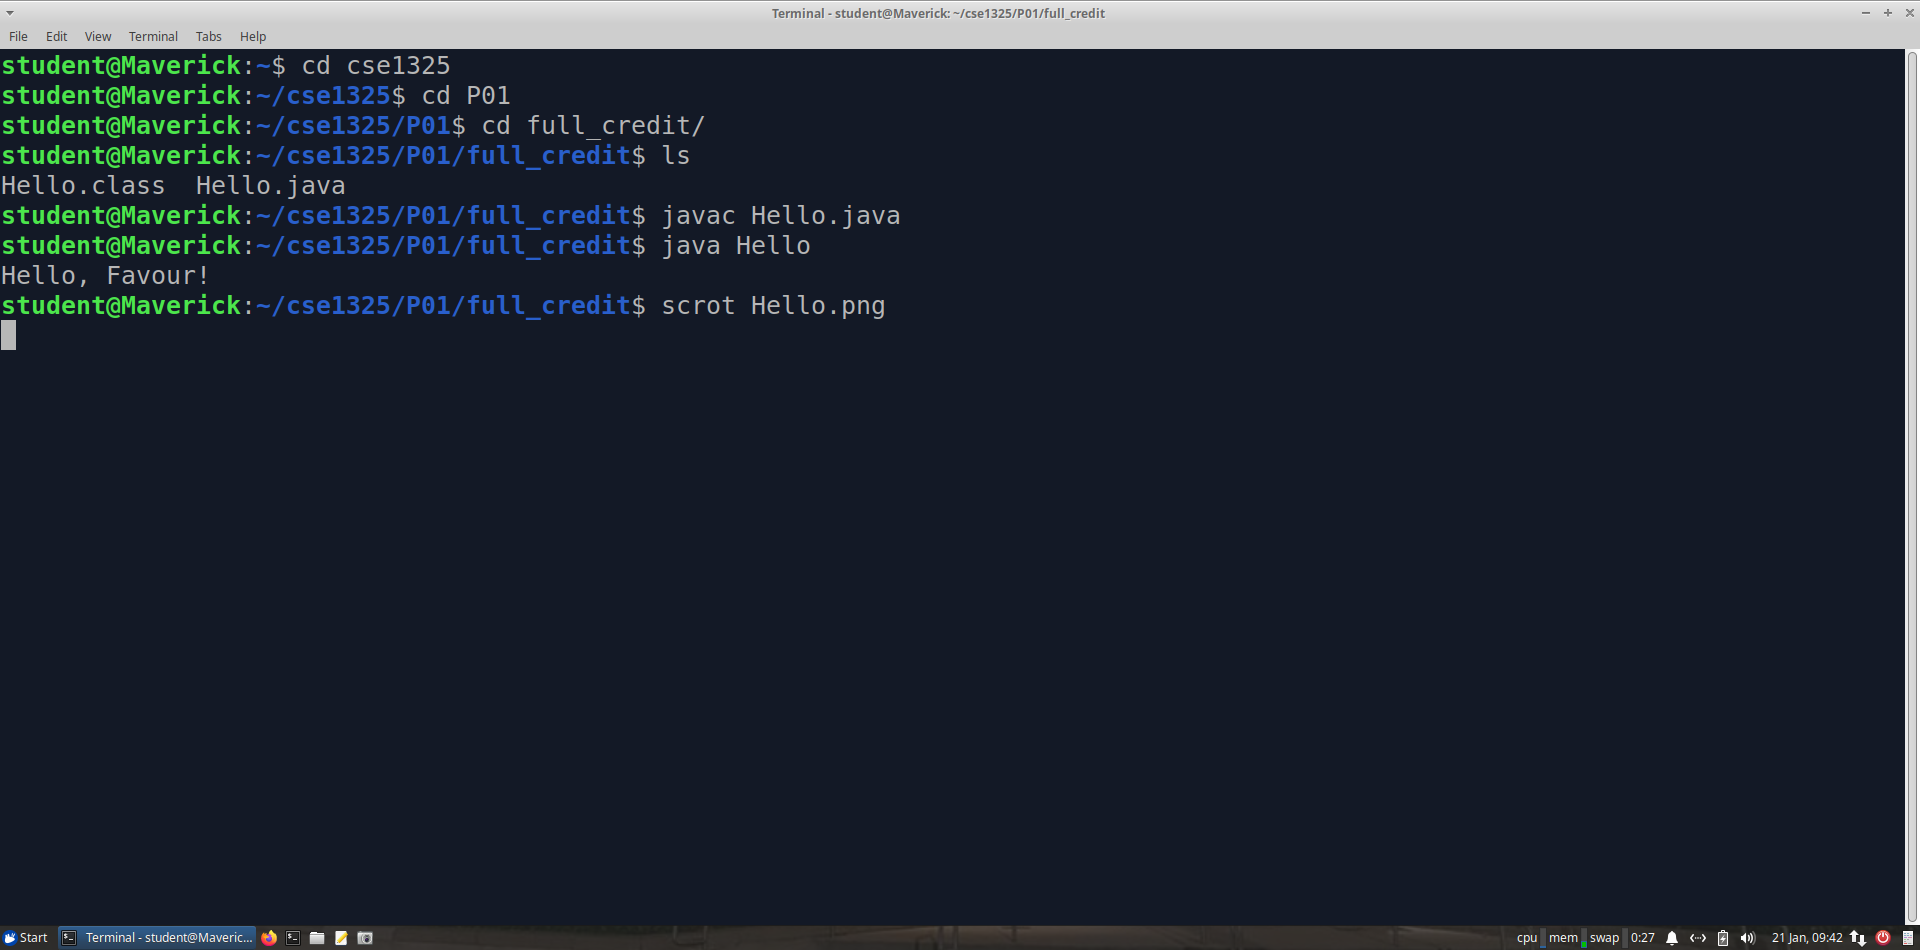 Terminal - student@Maverick: ~/cse1325/P01/full_credit
File Edit View Terminal Tabs Help
student@Maverick:~$ cd cse1325
student@Maverick:~/cse1325$ cd P01
student@Maverick:~/cse1325/P01$ cd full_credit/
student@Maverick:~/cse1325/P01/full_credit$ ls
Hello.class  Hello.java
student@Maverick:~/cse1325/P01/full_credit$ javac Hello.java
student@Maverick:~/cse1325/P01/full_credit$ java Hello
Hello, Favour!
student@Maverick:~/cse1325/P01/full_credit$ scrot Hello.png
Start Terminal - student@Maveric... cpu mem swap 0:27 21 Jan, 09:42